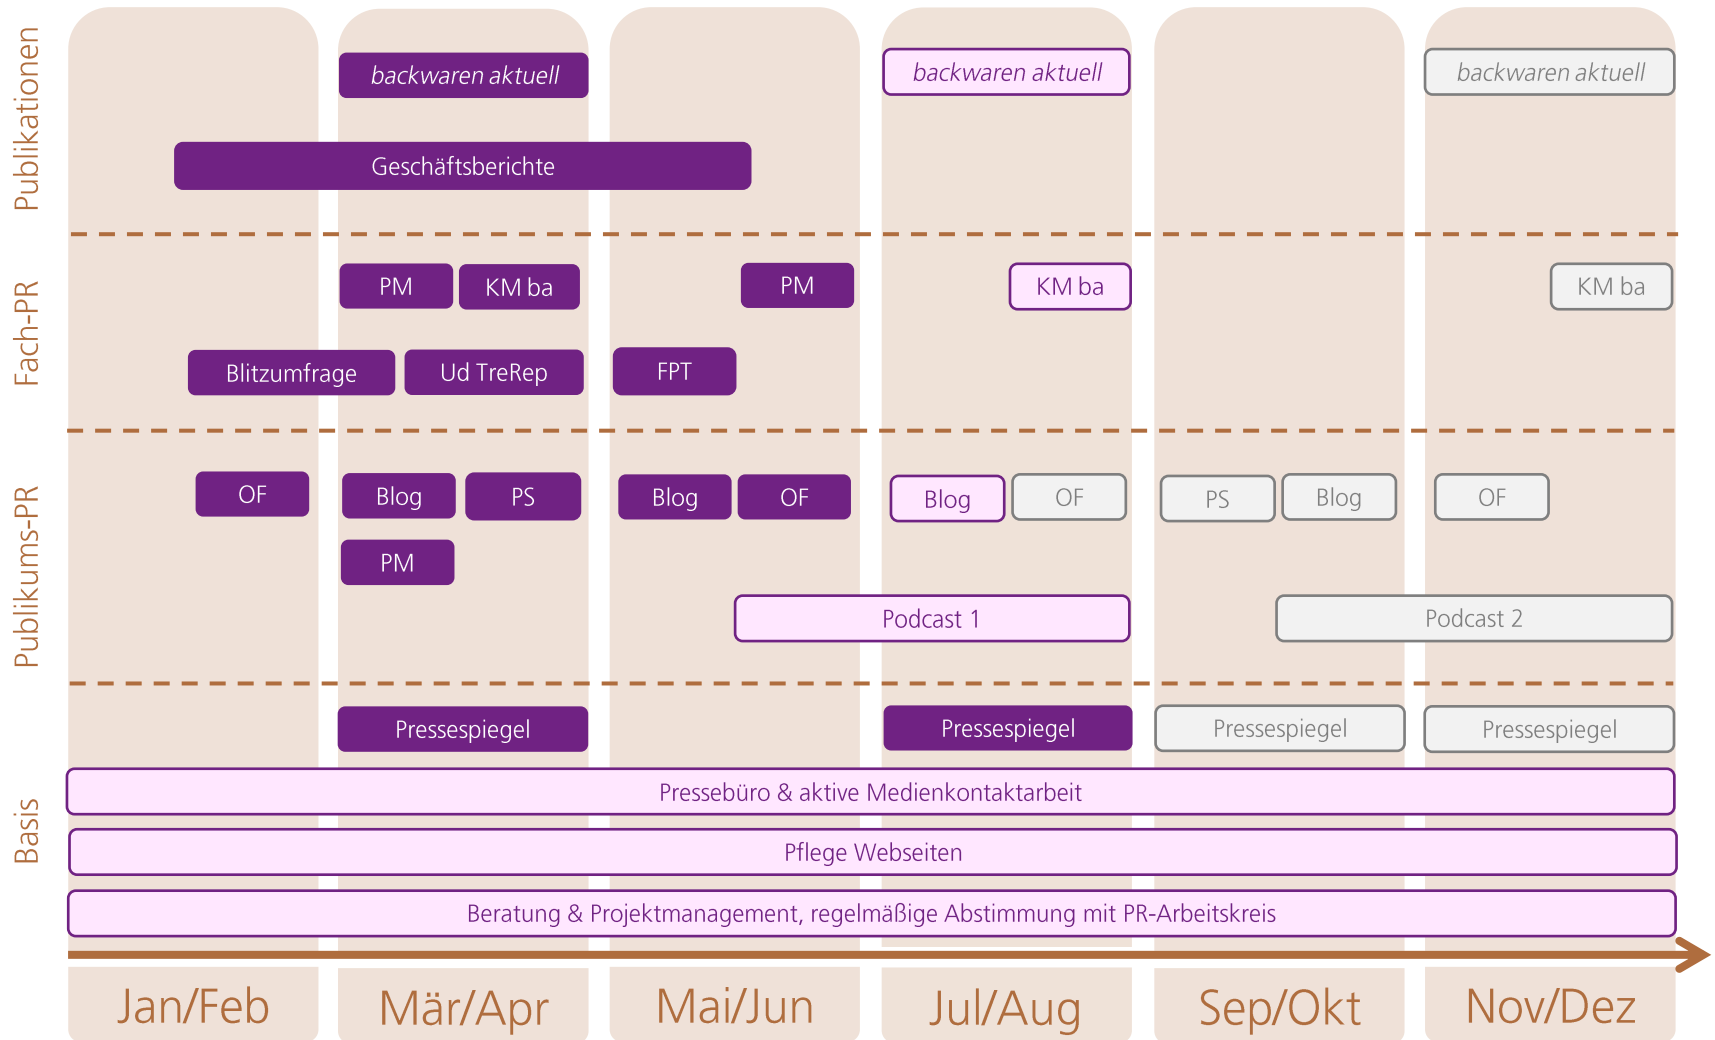 Publikationen
backwaren aktuell
backwaren aktuell
backwaren aktuell
Geschäftsberichte
Fach-PR
PM
KM ba
PM
KM ba
KM ba
Blitzumfrage
Ud TreRep
FPT
Publikums-PR
OF
Blog
PS
Blog
OF
Blog
OF
PS
Blog
OF
PM
Podcast 1
Podcast 2
Basis
Pressespiegel
Pressespiegel
Pressespiegel
Pressespiegel
Pressebüro & aktive Medienkontaktarbeit
Pflege Webseiten
Beratung & Projektmanagement, regelmäßige Abstimmung mit PR-Arbeitskreis
Jan/Feb
Mär/Apr
Mai/Jun
Jul/Aug
Sep/Okt
Nov/Dez